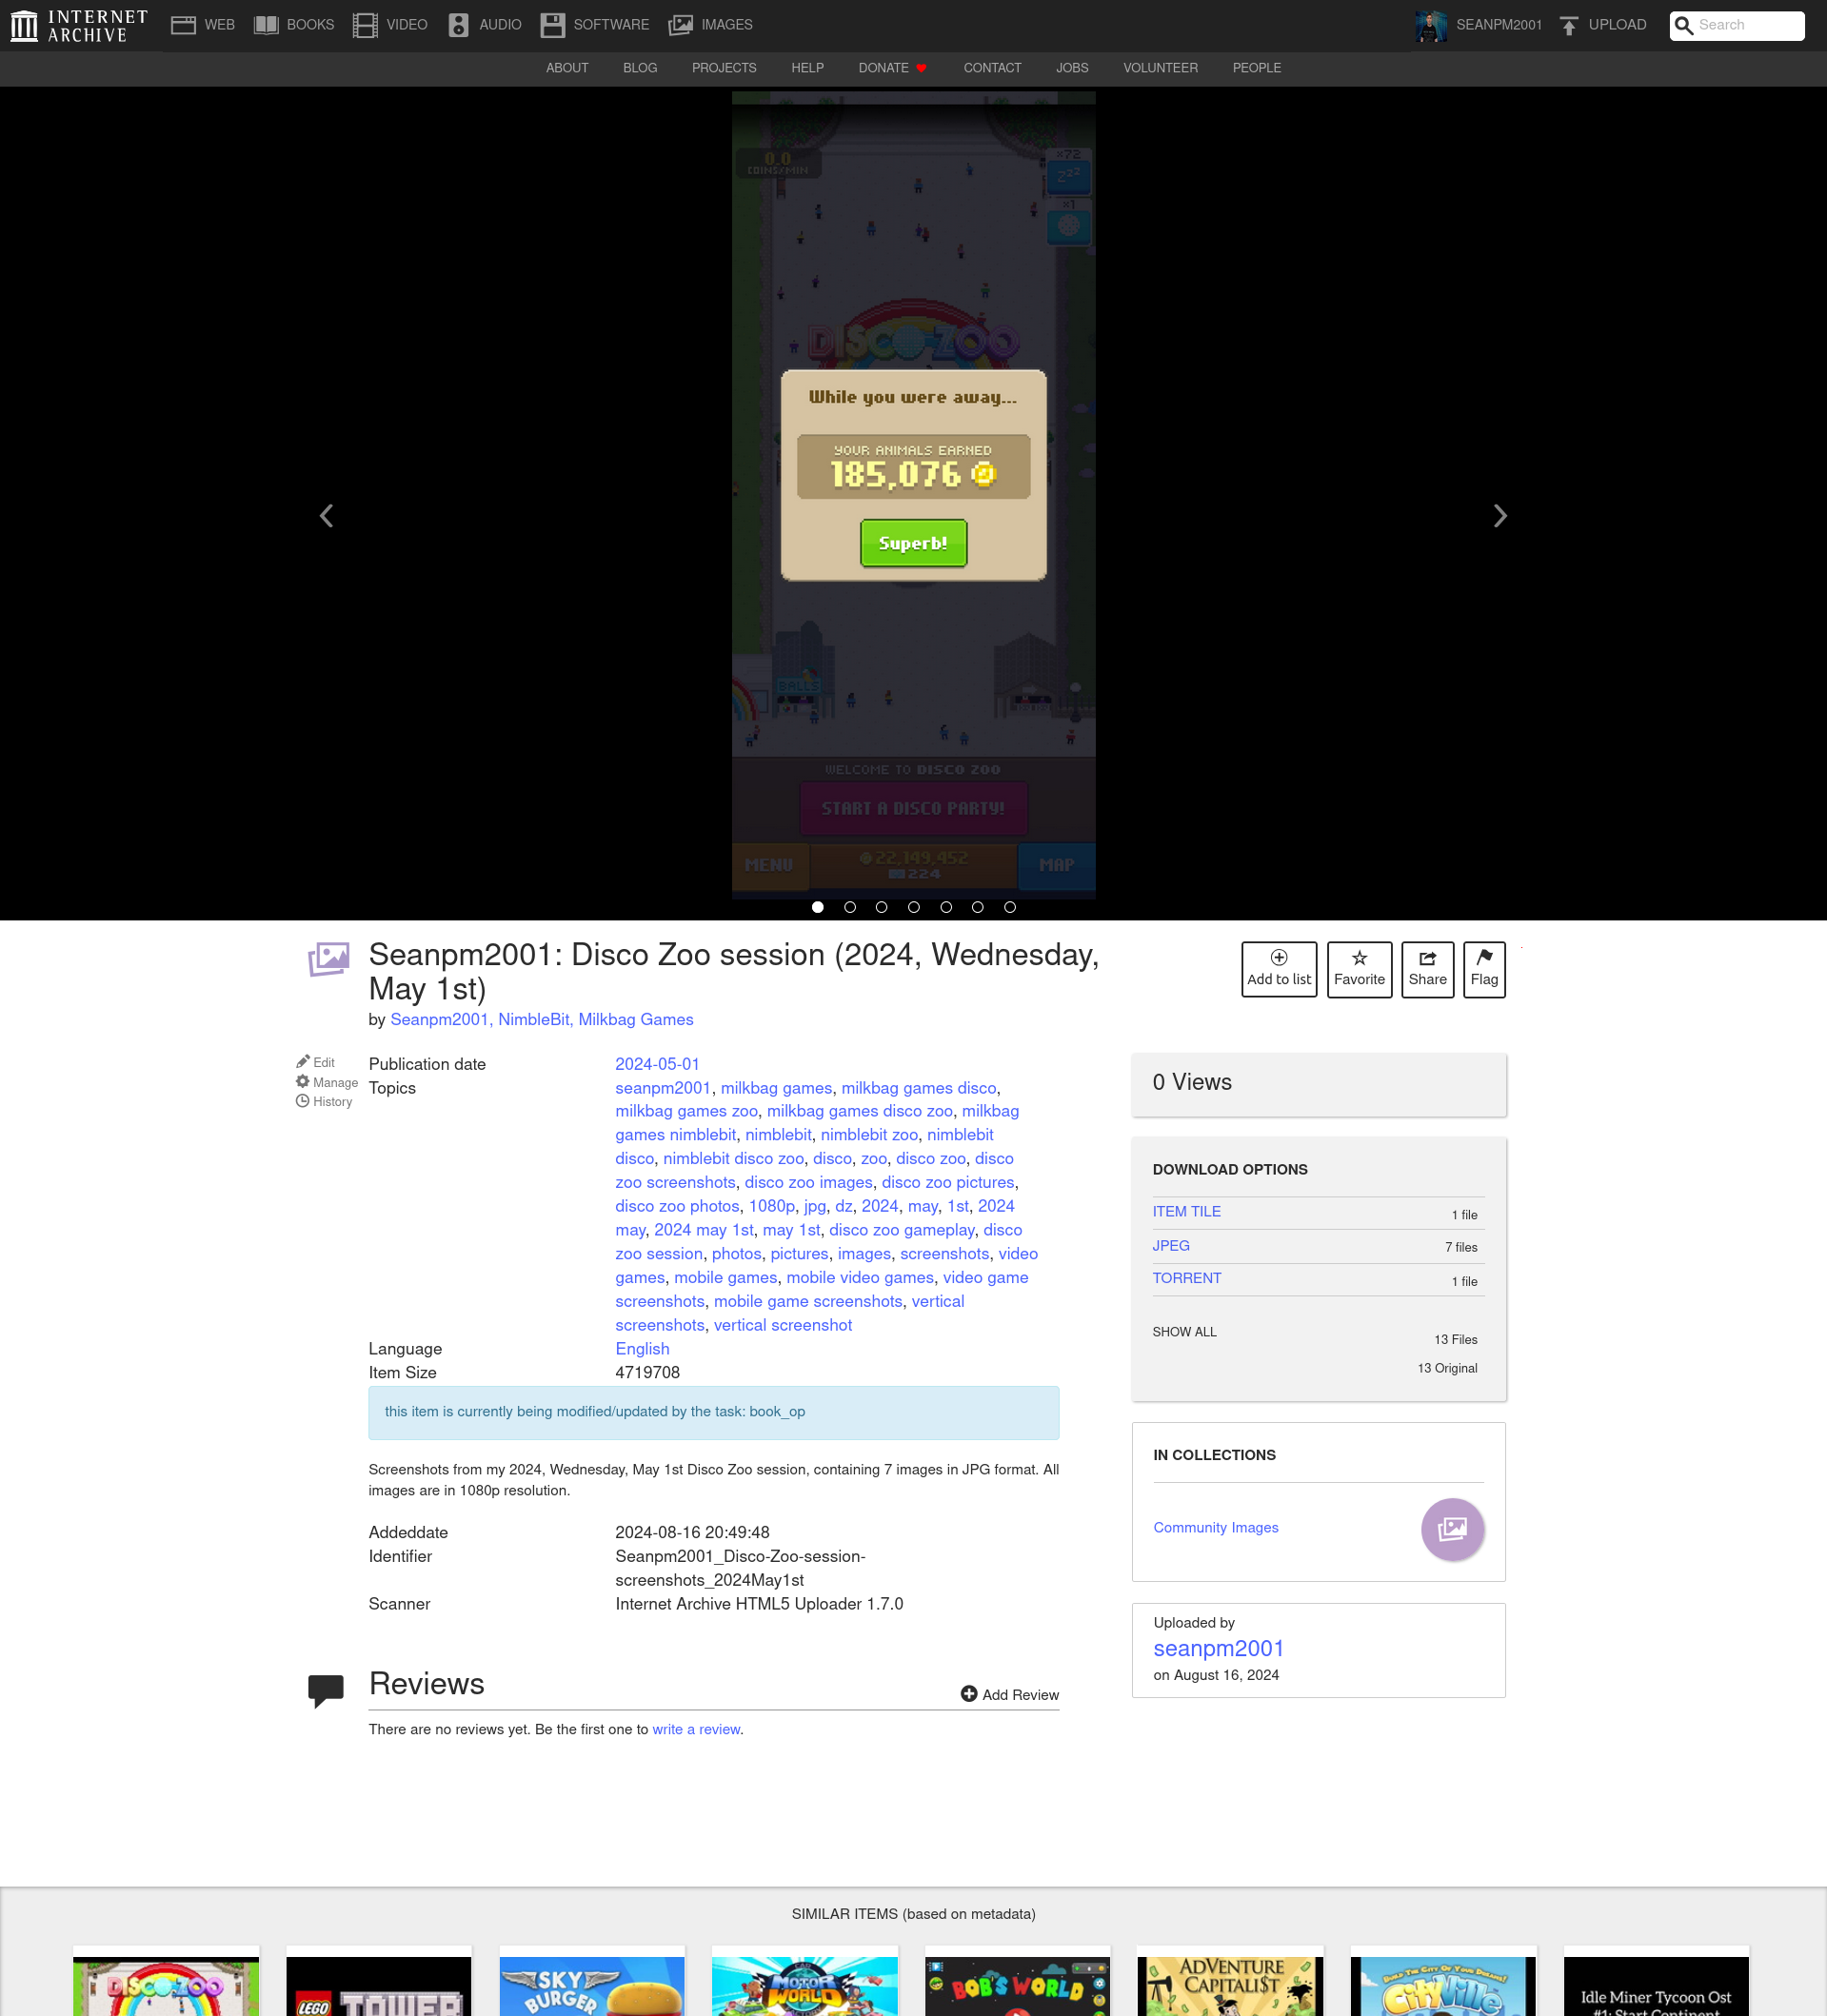 INTERNET ARCHIVE
WEB BOOKS VIDEO AUDIO SOFTWARE IMAGES
SEANPM2001 UPLOAD Search
ABOUT BLOG PROJECTS HELP DONATE CONTACT JOBS VOLUNTEER PEOPLE
0.0
COINS/MIN
x72
Zzz
x1
DISCO ZOO
While you were away...
YOUR ANIMALS EARNED
185,076
Superb!
BALLS
WELCOME TO DISCO ZOO
START A DISCO PARTY!
MENU
22,149,452
224
MAP
Seanpm2001: Disco Zoo session (2024, Wednesday,
May 1st)
by Seanpm2001, NimbleBit, Milkbag Games
Add to list
Favorite
Share
Flag
Edit
Manage
History
Publication date 2024-05-01
Topics seanpm2001, milkbag games, milkbag games disco,
milkbag games zoo, milkbag games disco zoo, milkbag
games nimblebit, nimblebit, nimblebit zoo, nimblebit
disco, nimblebit disco zoo, disco, zoo, disco zoo, disco
zoo screenshots, disco zoo images, disco zoo pictures,
disco zoo photos, 1080p, jpg, dz, 2024, may, 1st, 2024
may, 2024 may 1st, may 1st, disco zoo gameplay, disco
zoo session, photos, pictures, images, screenshots, video
games, mobile games, mobile video games, video game
screenshots, mobile game screenshots, vertical
screenshots, vertical screenshot
Language English
Item Size 4719708
this item is currently being modified/updated by the task: book_op
Screenshots from my 2024, Wednesday, May 1st Disco Zoo session, containing 7 images in JPG format. All
images are in 1080p resolution.
Addeddate 2024-08-16 20:49:48
Identifier Seanpm2001_Disco-Zoo-session-
screenshots_2024May1st
Scanner Internet Archive HTML5 Uploader 1.7.0
Reviews
Add Review
There are no reviews yet. Be the first one to write a review.
0 Views
DOWNLOAD OPTIONS
ITEM TILE 1 file
JPEG 7 files
TORRENT 1 file
SHOW ALL 13 Files
13 Original
IN COLLECTIONS
Community Images
Uploaded by
seanpm2001
on August 16, 2024
SIMILAR ITEMS (based on metadata)
DISCO ZOO
LEGO TOWER
SKY BURGER
MOTOR WORLD
BOB'S WORLD
ADVENTURE CAPITALI$T
BUILD THE CITY OF YOUR DREAMS!
CityVille
Idle Miner Tycoon Ost
#1: Start Continent